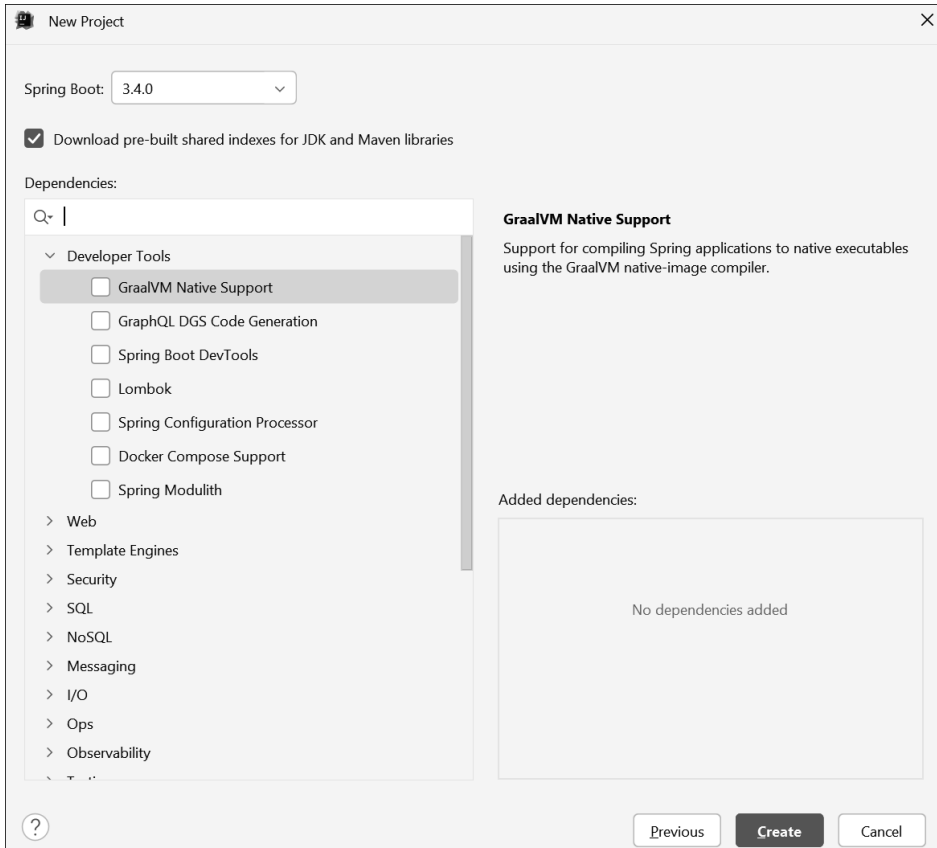 New Project
Spring Boot: 3.4.0
Download pre-built shared indexes for JDK and Maven libraries
Dependencies:
Developer Tools
GraalVM Native Support
GraphQL DGS Code Generation
Spring Boot DevTools
Lombok
Spring Configuration Processor
Docker Compose Support
Spring Modulith
Web
Template Engines
Security
SQL
NoSQL
Messaging
I/O
Ops
Observability
GraalVM Native Support
Support for compiling Spring applications to native executables
using the GraalVM native-image compiler.
Added dependencies:
No dependencies added
?
Previous
Create
Cancel